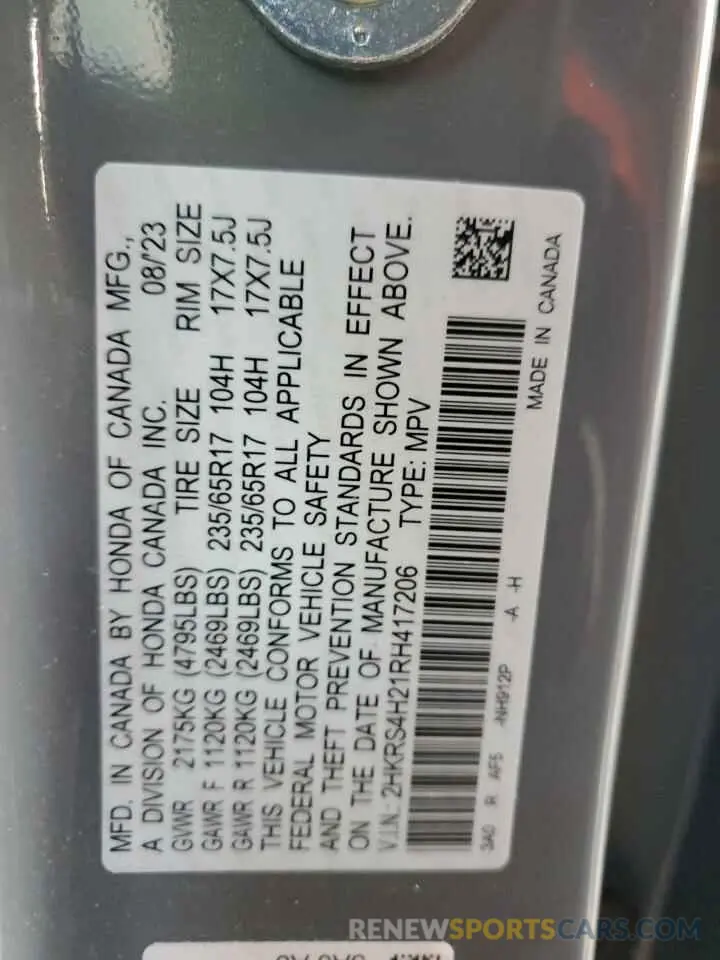 MFD. IN CANADA BY HONDA OF CANADA MFG.,
A DIVISION OF HONDA CANADA INC. 08/'23
GVWR 2175KG (4795LBS) TIRE SIZE RIM SIZE
GAWR F 1120KG (2469LBS) 235/65R17 104H 17X7.5J
GAWR R 1120KG (2469LBS) 235/65R17 104H 17X7.5J
THIS VEHICLE CONFORMS TO ALL APPLICABLE
FEDERAL MOTOR VEHICLE SAFETY
AND THEFT PREVENTION STANDARDS IN EFFECT
ON THE DATE OF MANUFACTURE SHOWN ABOVE.
V.I.N.: 2HKRS4H21RH417206 TYPE: MPV
3A0 R AF5 -NH912P -A -H
MADE IN CANADA
RENEWSPORTSCARS.COM